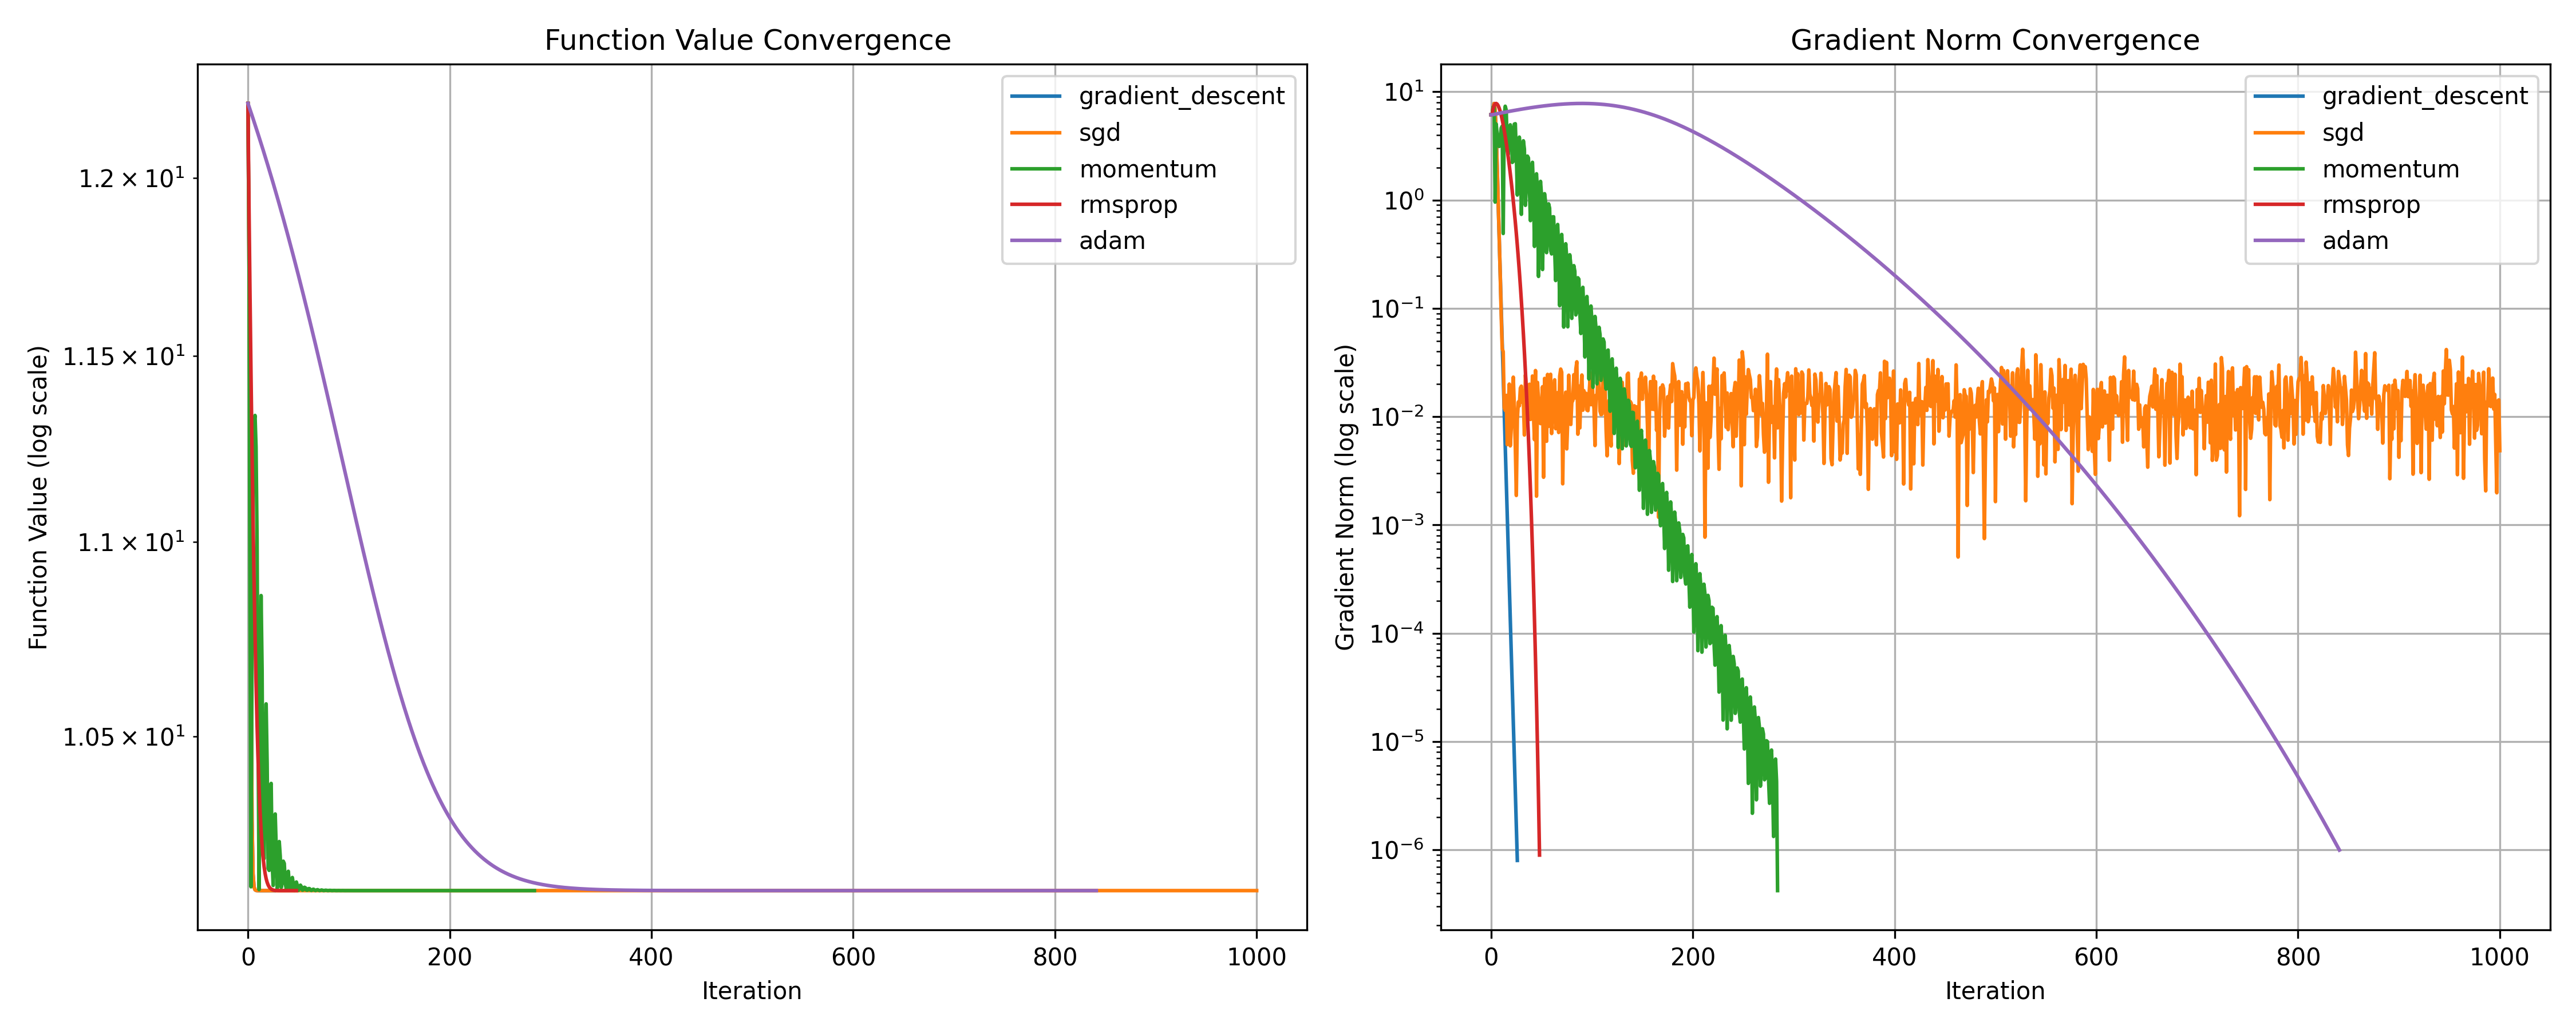 Function Value Convergence
Function Value (log scale)
1.2 × 10¹
1.15 × 10¹
1.1 × 10¹
1.05 × 10¹
0 200 400 600 800 1000
Iteration
gradient_descent
sgd
momentum
rmsprop
adam
Gradient Norm Convergence
Gradient Norm (log scale)
10¹
10⁰
10⁻¹
10⁻²
10⁻³
10⁻⁴
10⁻⁵
10⁻⁶
0 200 400 600 800 1000
Iteration
gradient_descent
sgd
momentum
rmsprop
adam